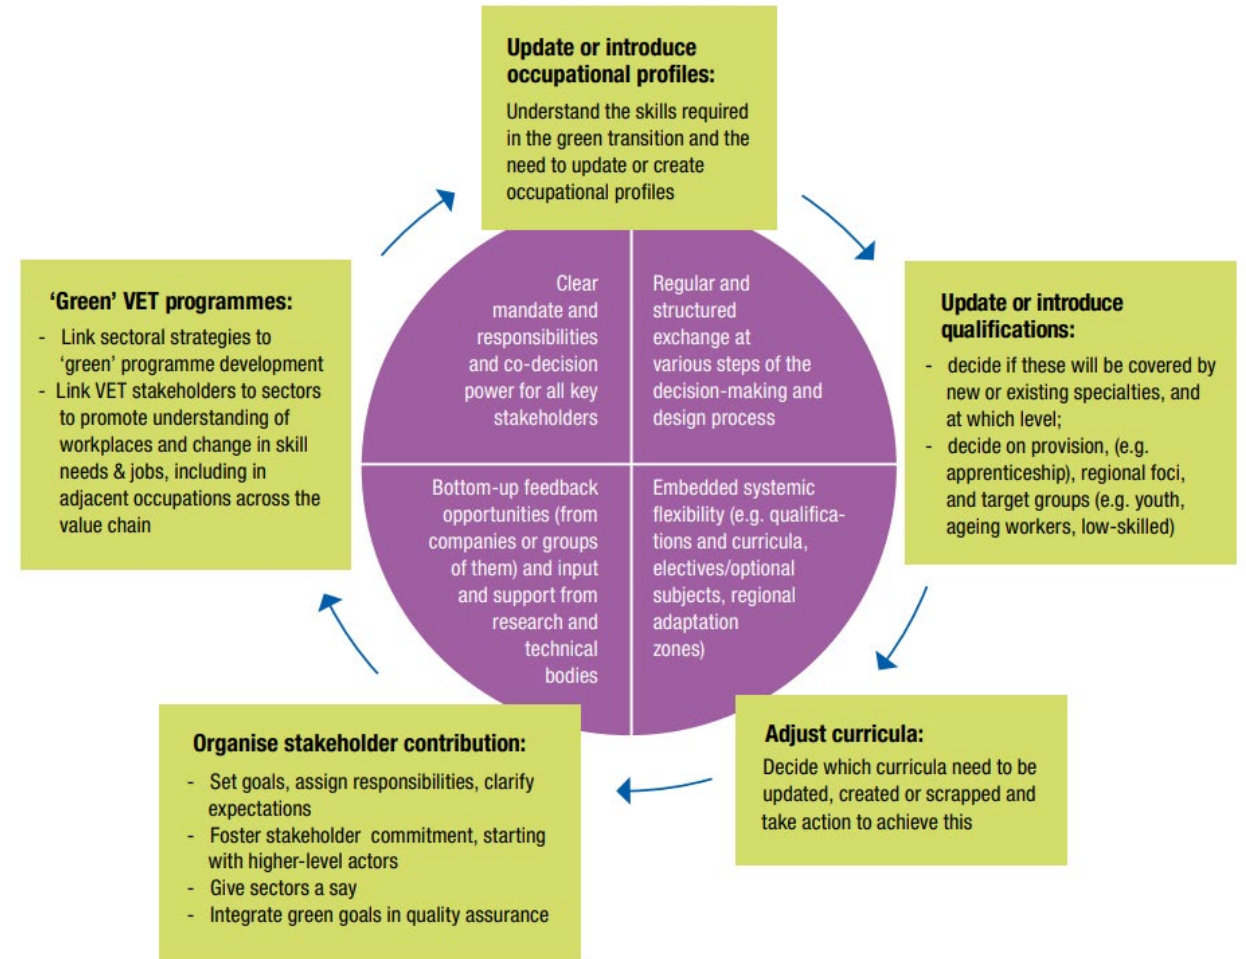 Update or introduce
occupational profiles:
Understand the skills required
in the green transition and the
need to update or create
occupational profiles
Update or introduce
qualifications:
- decide if these will be covered by
new or existing specialties, and
at which level;
- decide on provision, (e.g.
apprenticeship), regional foci,
and target groups (e.g. youth,
ageing workers, low-skilled)
Adjust curricula:
Decide which curricula need to be
updated, created or scrapped and
take action to achieve this
Organise stakeholder contribution:
- Set goals, assign responsibilities, clarify
expectations
- Foster stakeholder commitment, starting
with higher-level actors
- Give sectors a say
- Integrate green goals in quality assurance
‘Green’ VET programmes:
- Link sectoral strategies to
‘green’ programme development
- Link VET stakeholders to sectors
to promote understanding of
workplaces and change in skill
needs & jobs, including in
adjacent occupations across the
value chain
Clear
mandate and
responsibilities
and co-decision
power for all key
stakeholders
Regular and
structured
exchange at
various steps of the
decision-making and
design process
Bottom-up feedback
opportunities (from
companies or groups
of them) and input
and support from
research and
technical
bodies
Embedded systemic
flexibility (e.g. qualifica-
tions and curricula,
electives/optional
subjects, regional
adaptation
zones)